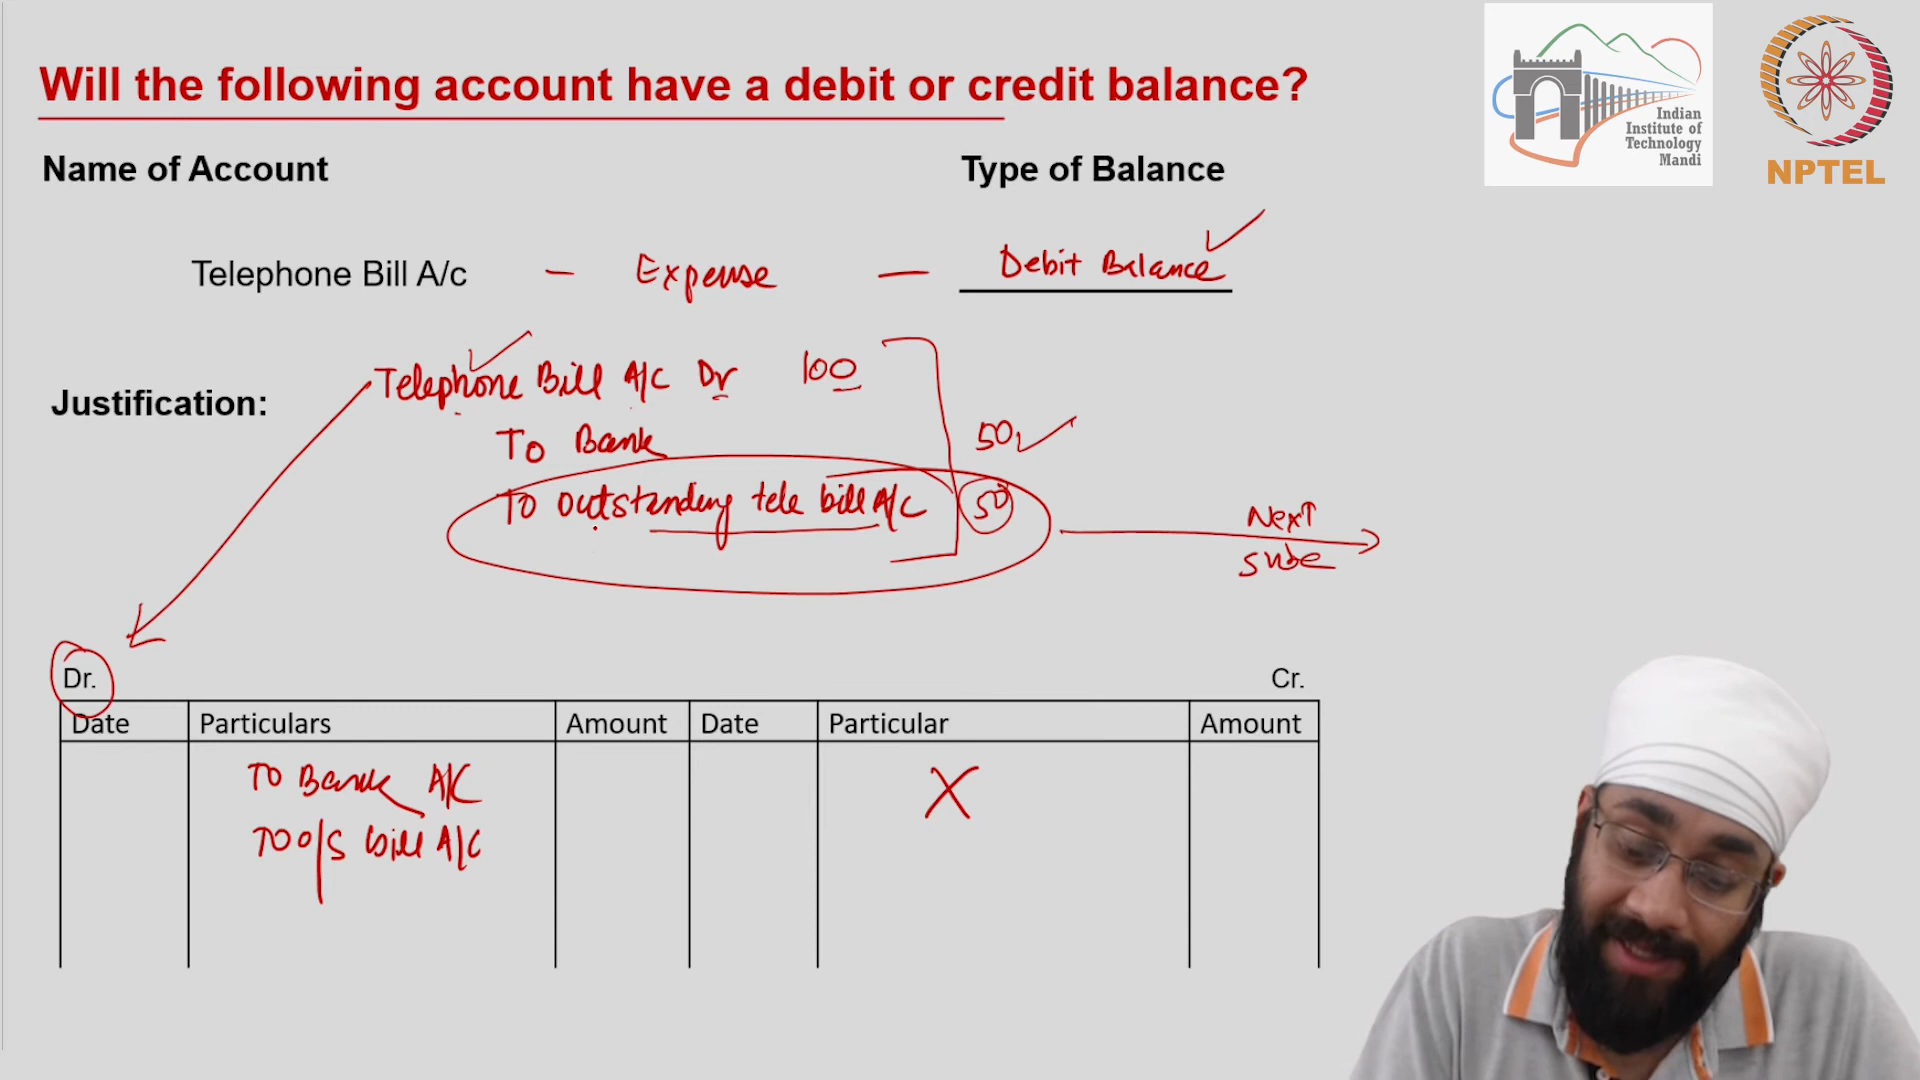 Will the following account have a debit or credit balance?
Indian
Institute of
Technology
Mandi
NPTEL
Name of Account
Type of Balance
Telephone Bill A/c – Expense – Debit Balance
Justification:
Telephone Bill A/C Dr 100
To Bank 50
To outstanding tele bill A/C 50
Next
Dr.
Cr.
Date Particulars Amount Date Particular Amount
To Bank A/C X
To o/s bill A/C